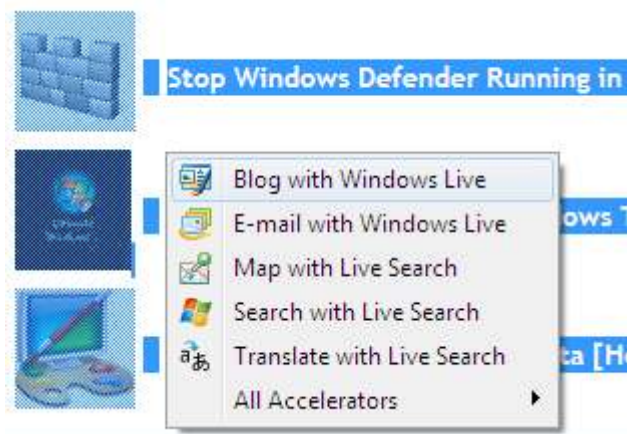 Stop Windows Defender Running in
Blog with Windows Live
E-mail with Windows Live
ows
Map with Live Search
Search with Live Search
Translate with Live Search
ta [H
All Accelerators